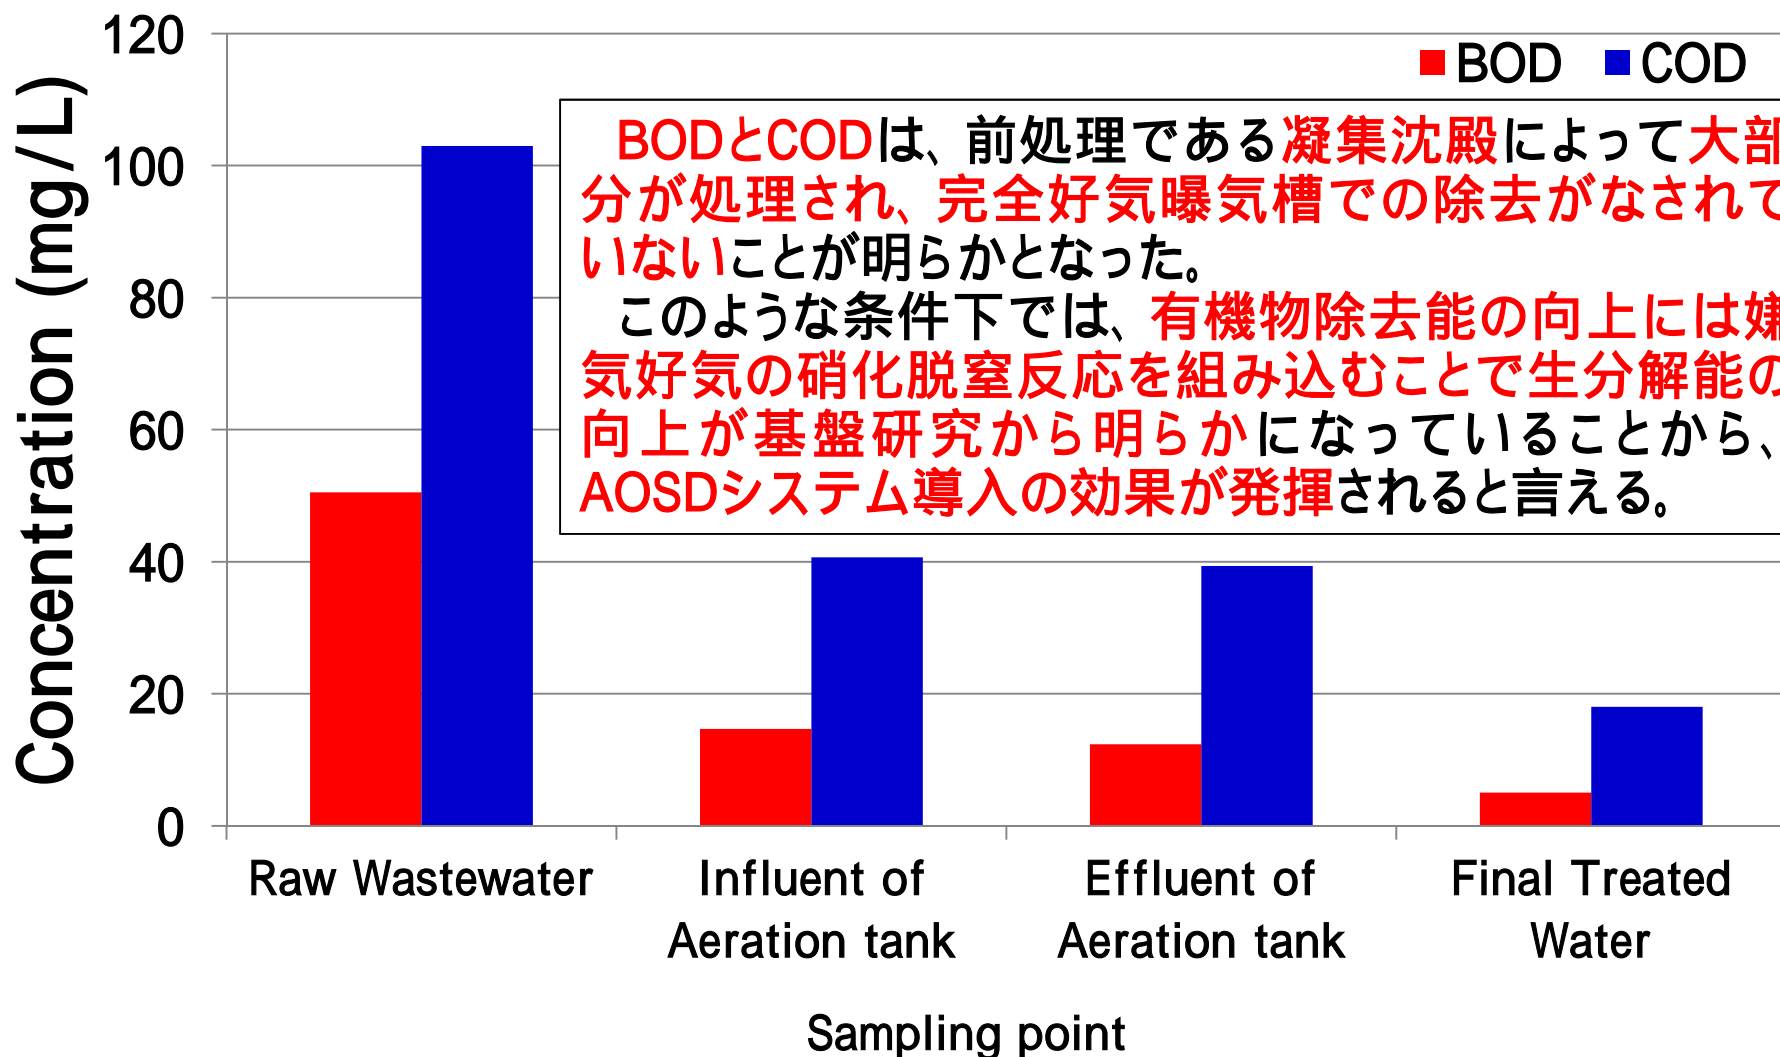 120
BOD COD
BODとCODは、前処理である凝集沈殿によって大部
分が処理され、完全好気曝気槽での除去がなされて
いないことが明らかとなった。
このような条件下では、有機物除去能の向上には嫌
気好気の硝化脱窒反応を組み込むことで生分解能の
向上が基盤研究から明らかになっていることから、
AOSDシステム導入の効果が発揮されると言える。
100
80
60
40
20
0
Concentration (mg/L)
Raw Wastewater
Influent of
Aeration tank
Effluent of
Aeration tank
Final Treated
Water
Sampling point